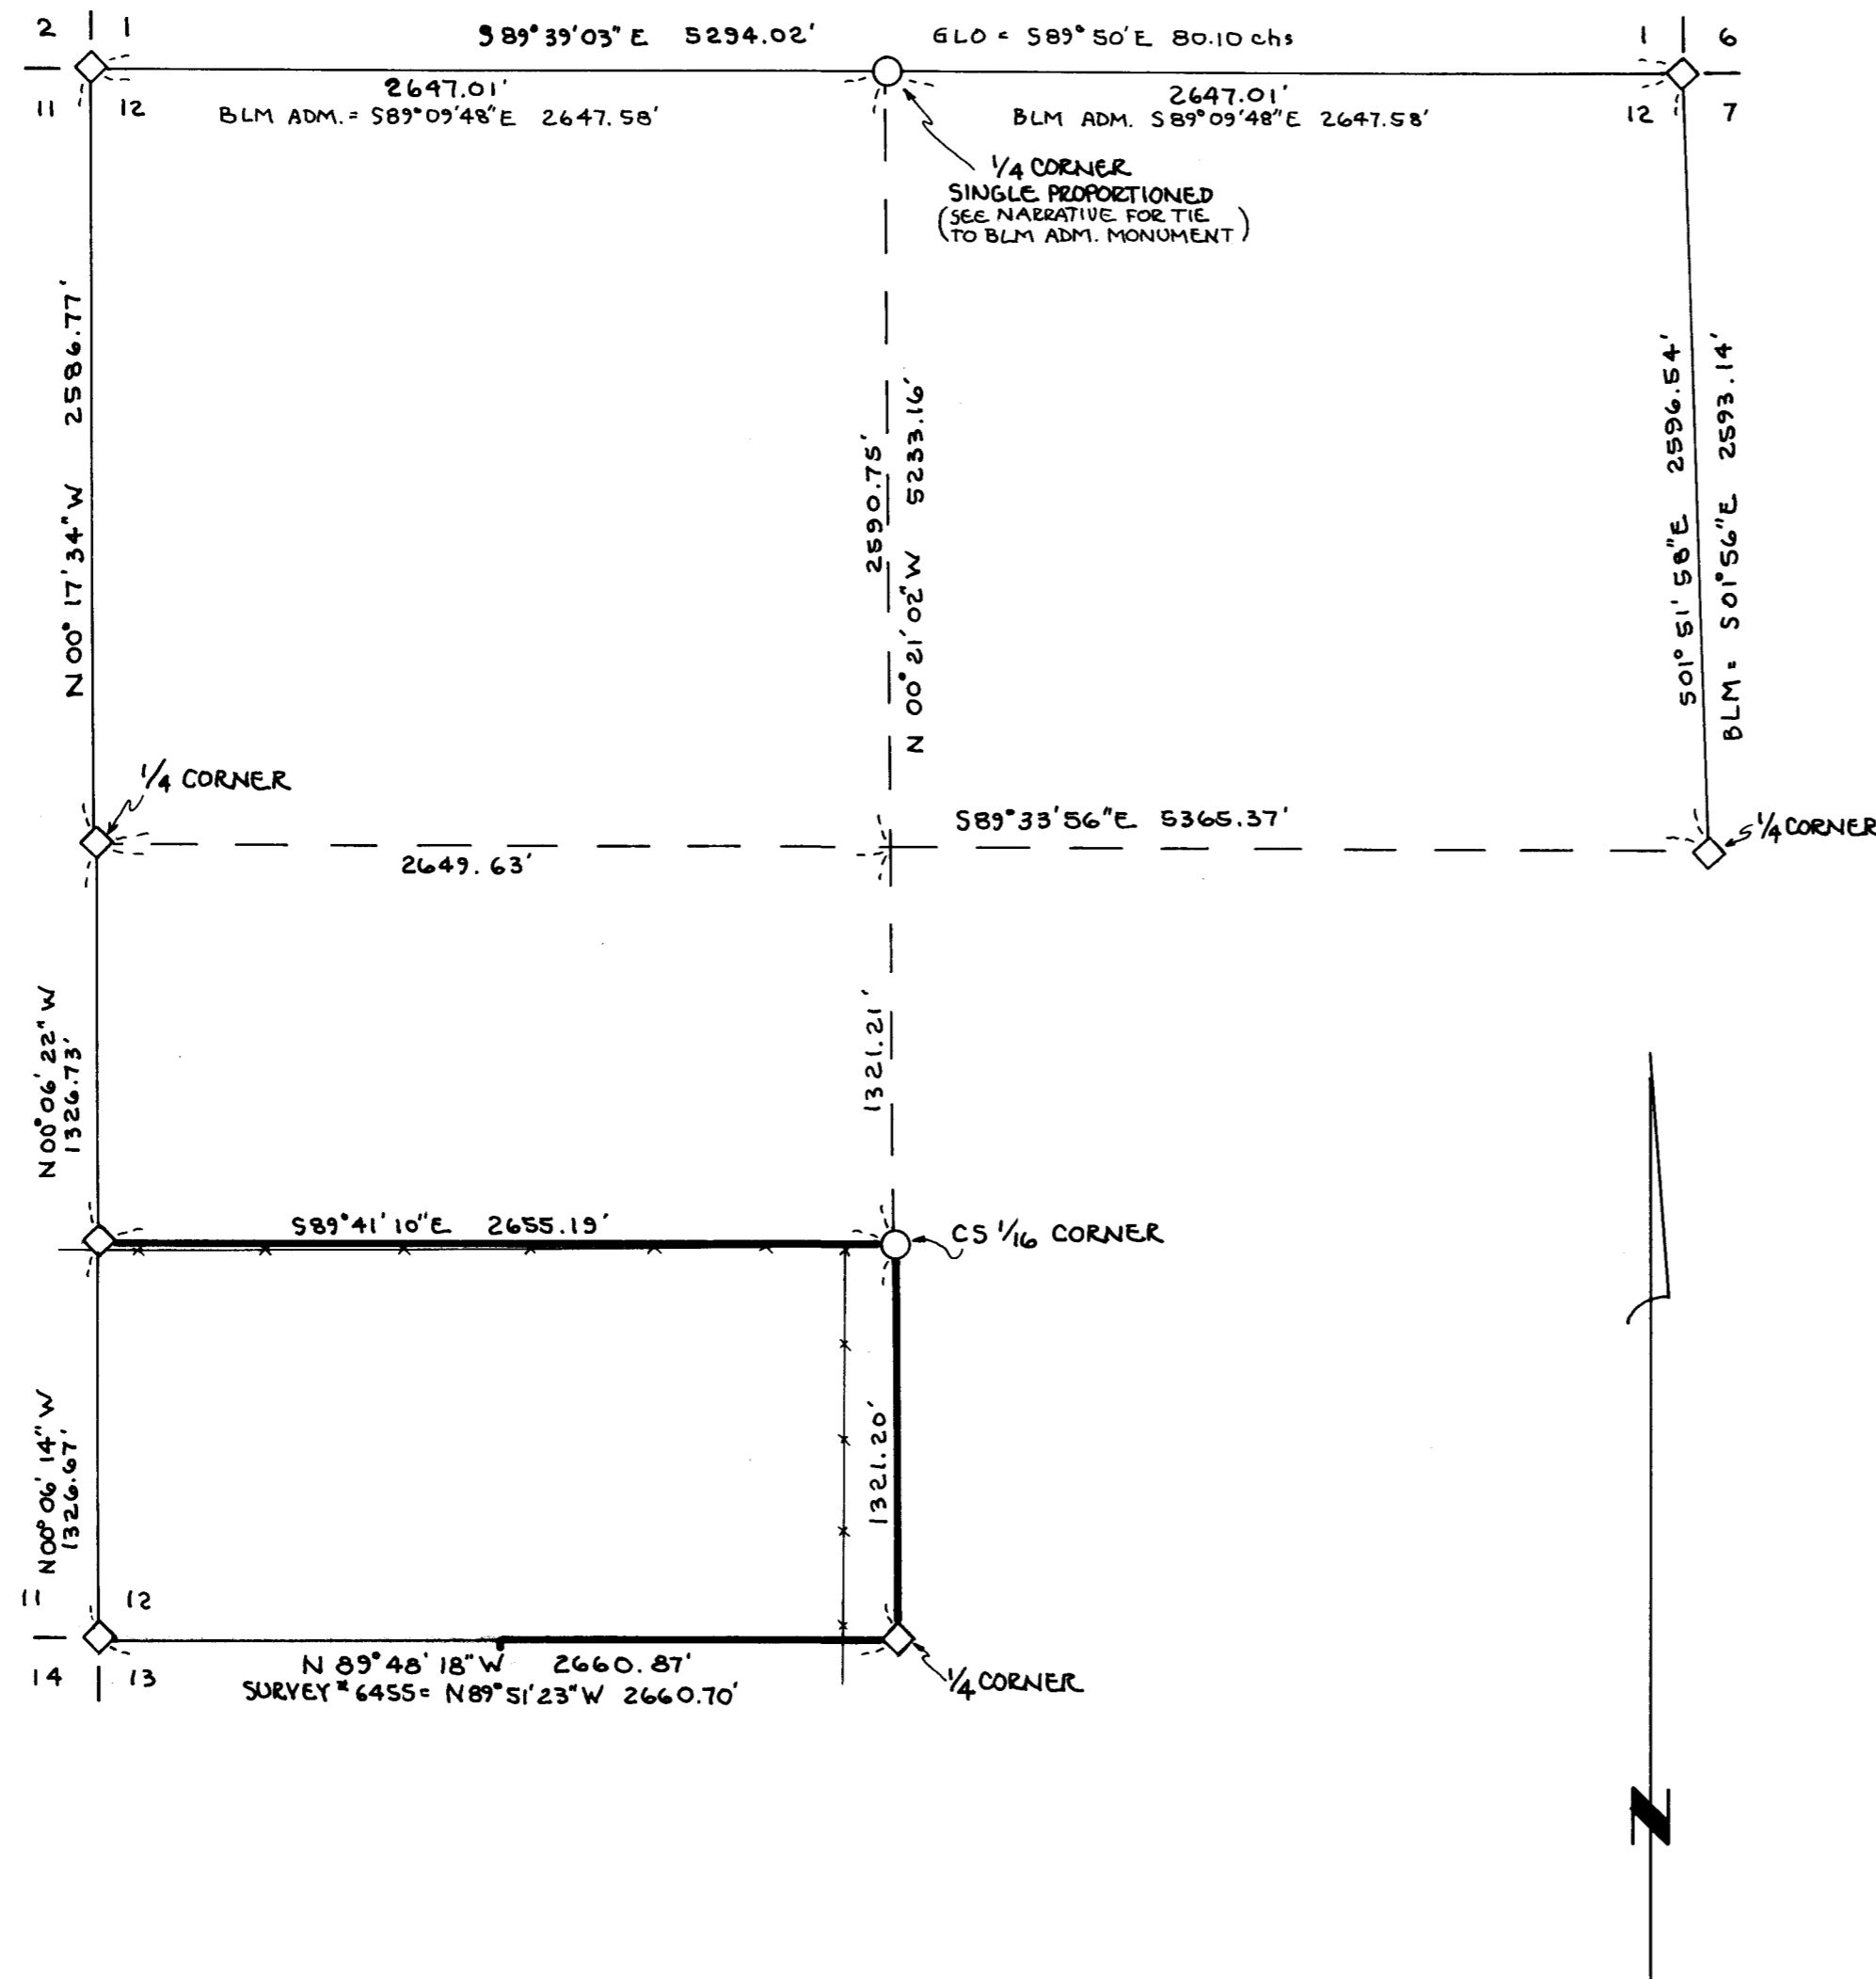 2 | 1
S89°39'03"E 5294.02'
GLO = S89°50'E 80.10 chs
1 | 6
11 | 12
2647.01'
BLM ADM. = S89°09'48"E 2647.58'
2647.01'
BLM ADM. S89°09'48"E 2647.58'
12 | 7
1/4 CORNER
SINGLE PROPORTIONED
(SEE NARRATIVE FOR TIE
TO BLM ADM. MONUMENT)
N00°17'34"W 2586.77'
2590.75'
N 00°21'02"W 5233.16'
S01°51'58"E 2596.54'
BLM = S01°56"E 2593.14'
1/4 CORNER
S89°33'56"E 5365.37'
1/4 CORNER
2649.63'
N00°06'22"W
1326.73'
1321.21'
S89°41'10"E 2655.19'
CS 1/16 CORNER
N00°06'14"W
1326.67'
1321.20'
11 12
14 | 13
N 89°48'18"W 2660.87'
SURVEY #6455 = N89°51'23"W 2660.70'
1/4 CORNER
N